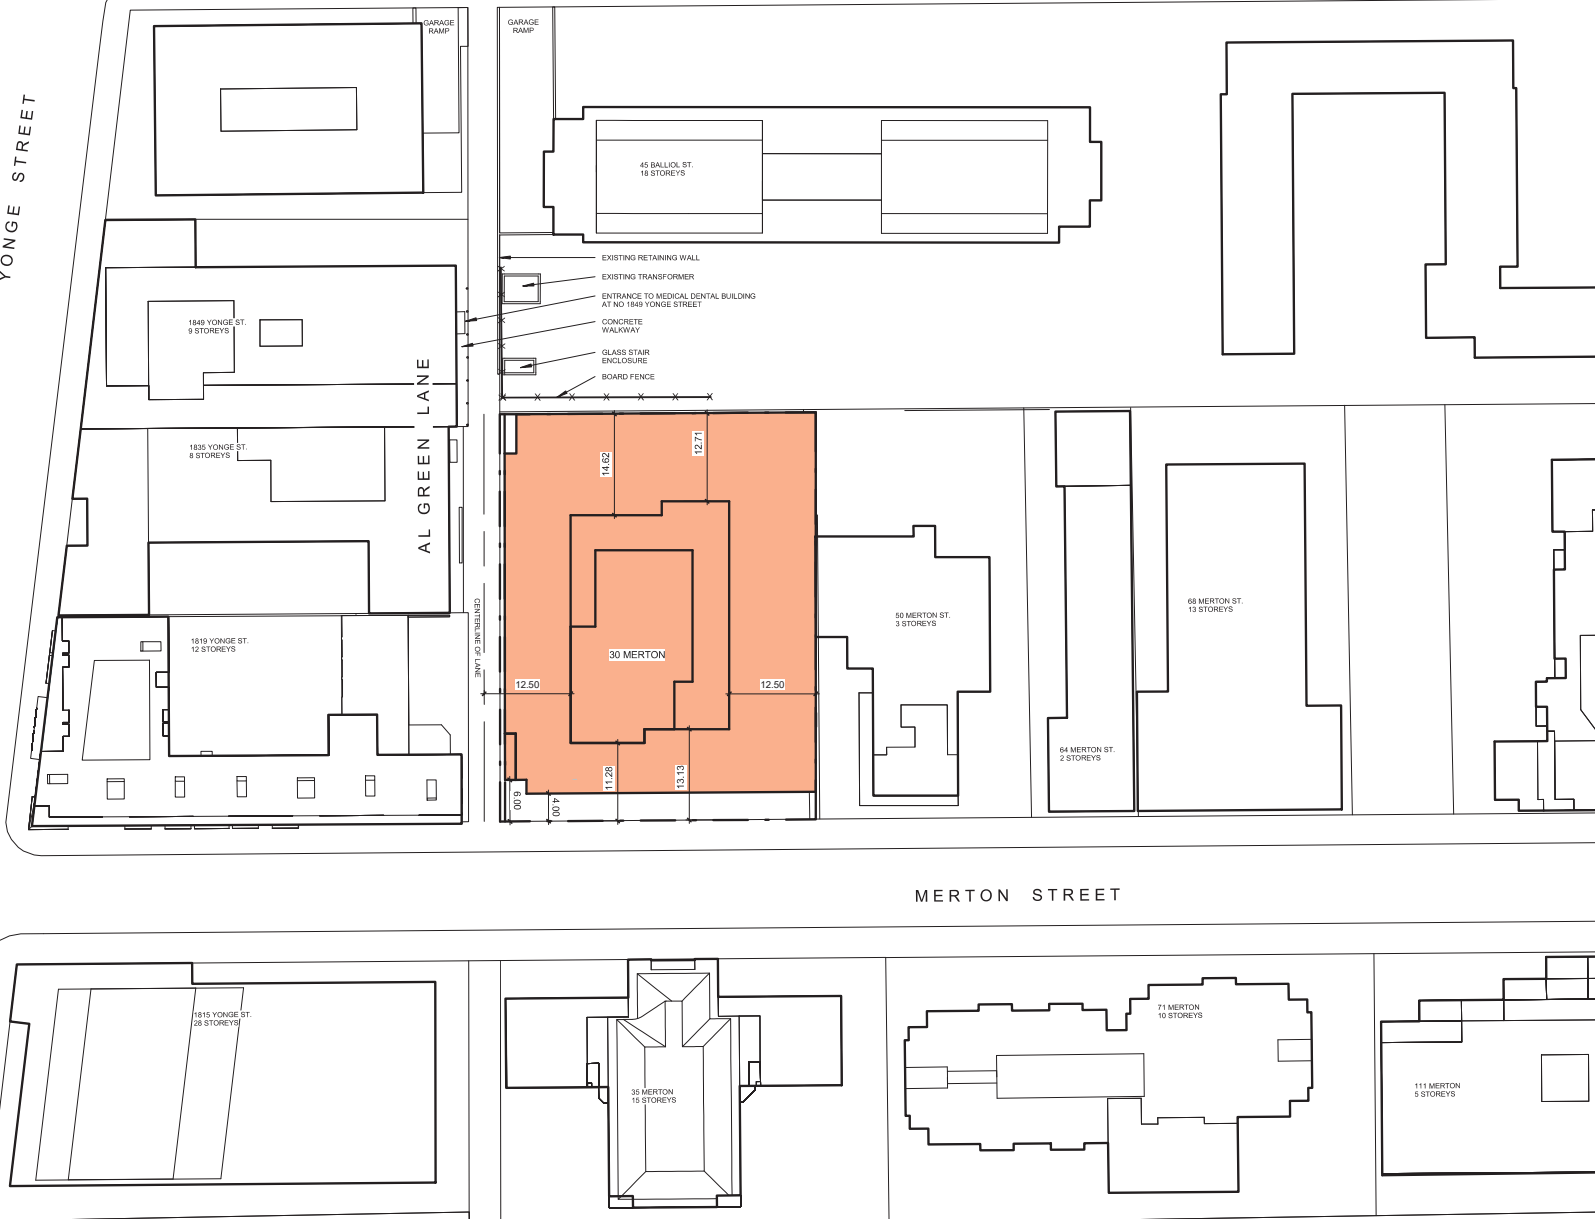 GARAGE
RAMP
GARAGE
RAMP
YONGE STREET
45 BALLIOL ST.
18 STOREYS
EXISTING RETAINING WALL
EXISTING TRANSFORMER
ENTRANCE TO MEDICAL DENTAL BUILDING
AT NO 1849 YONGE STREET
CONCRETE
WALKWAY
GLASS STAIR
ENCLOSURE
BOARD FENCE
1849 YONGE ST.
9 STOREYS
AL GREEN LANE
1835 YONGE ST.
8 STOREYS
14.62
12.71
CENTERLINE OF LANE
1819 YONGE ST.
12 STOREYS
30 MERTON
12.50
12.50
50 MERTON ST.
3 STOREYS
68 MERTON ST.
13 STOREYS
64 MERTON ST.
2 STOREYS
11.28
13.13
6.00
4.00
MERTON STREET
1815 YONGE ST.
28 STOREYS
35 MERTON
15 STOREYS
71 MERTON
10 STOREYS
111 MERTON
5 STOREYS